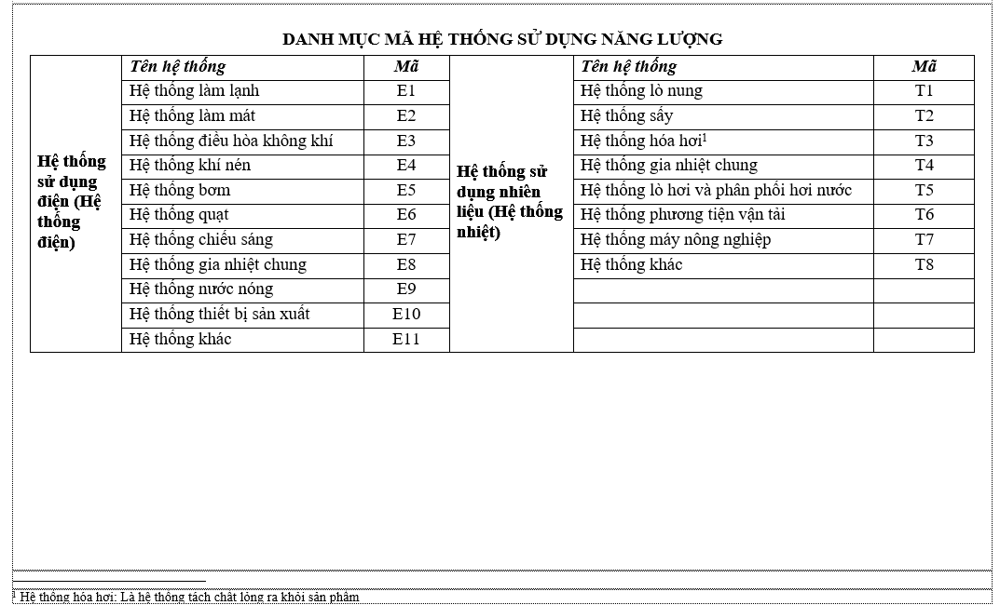 DANH MỤC MÃ HỆ THỐNG SỬ DỤNG NĂNG LƯỢNG
Hệ thống sử dụng điện (Hệ thống điện)
Tên hệ thống Mã
Hệ thống làm lạnh E1
Hệ thống làm mát E2
Hệ thống điều hòa không khí E3
Hệ thống khí nén E4
Hệ thống bơm E5
Hệ thống quạt E6
Hệ thống chiếu sáng E7
Hệ thống gia nhiệt chung E8
Hệ thống nước nóng E9
Hệ thống thiết bị sản xuất E10
Hệ thống khác E11
Hệ thống sử dụng nhiên liệu (Hệ thống nhiệt)
Tên hệ thống Mã
Hệ thống lò nung T1
Hệ thống sấy T2
Hệ thống hóa hơi¹ T3
Hệ thống gia nhiệt chung T4
Hệ thống lò hơi và phân phối hơi nước T5
Hệ thống phương tiện vận tải T6
Hệ thống máy nông nghiệp T7
Hệ thống khác T8
¹ Hệ thống hóa hơi: Là hệ thống tách chất lỏng ra khỏi sản phẩm